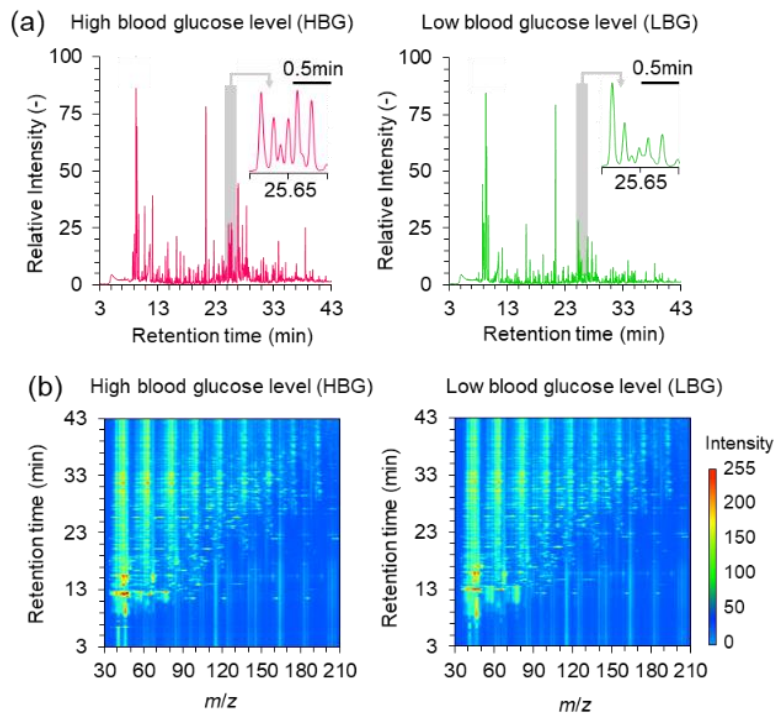 (a) High blood glucose level (HBG) Low blood glucose level (LBG)
100
75
50
25
0
Relative Intensity (-)
0.5min
25.65
3 13 23 33 43
Retention time (min)
100
75
50
25
0
Relative Intensity (-)
0.5min
25.65
3 13 23 33 43
Retention time (min)
(b) High blood glucose level (HBG) Low blood glucose level (LBG)
43
33
23
13
3
Retention time (min)
30 60 90 120 150 180 210
m/z
43
33
23
13
3
Retention time (min)
30 60 90 120 150 180 210
m/z
Intensity
255
200
150
100
50
0